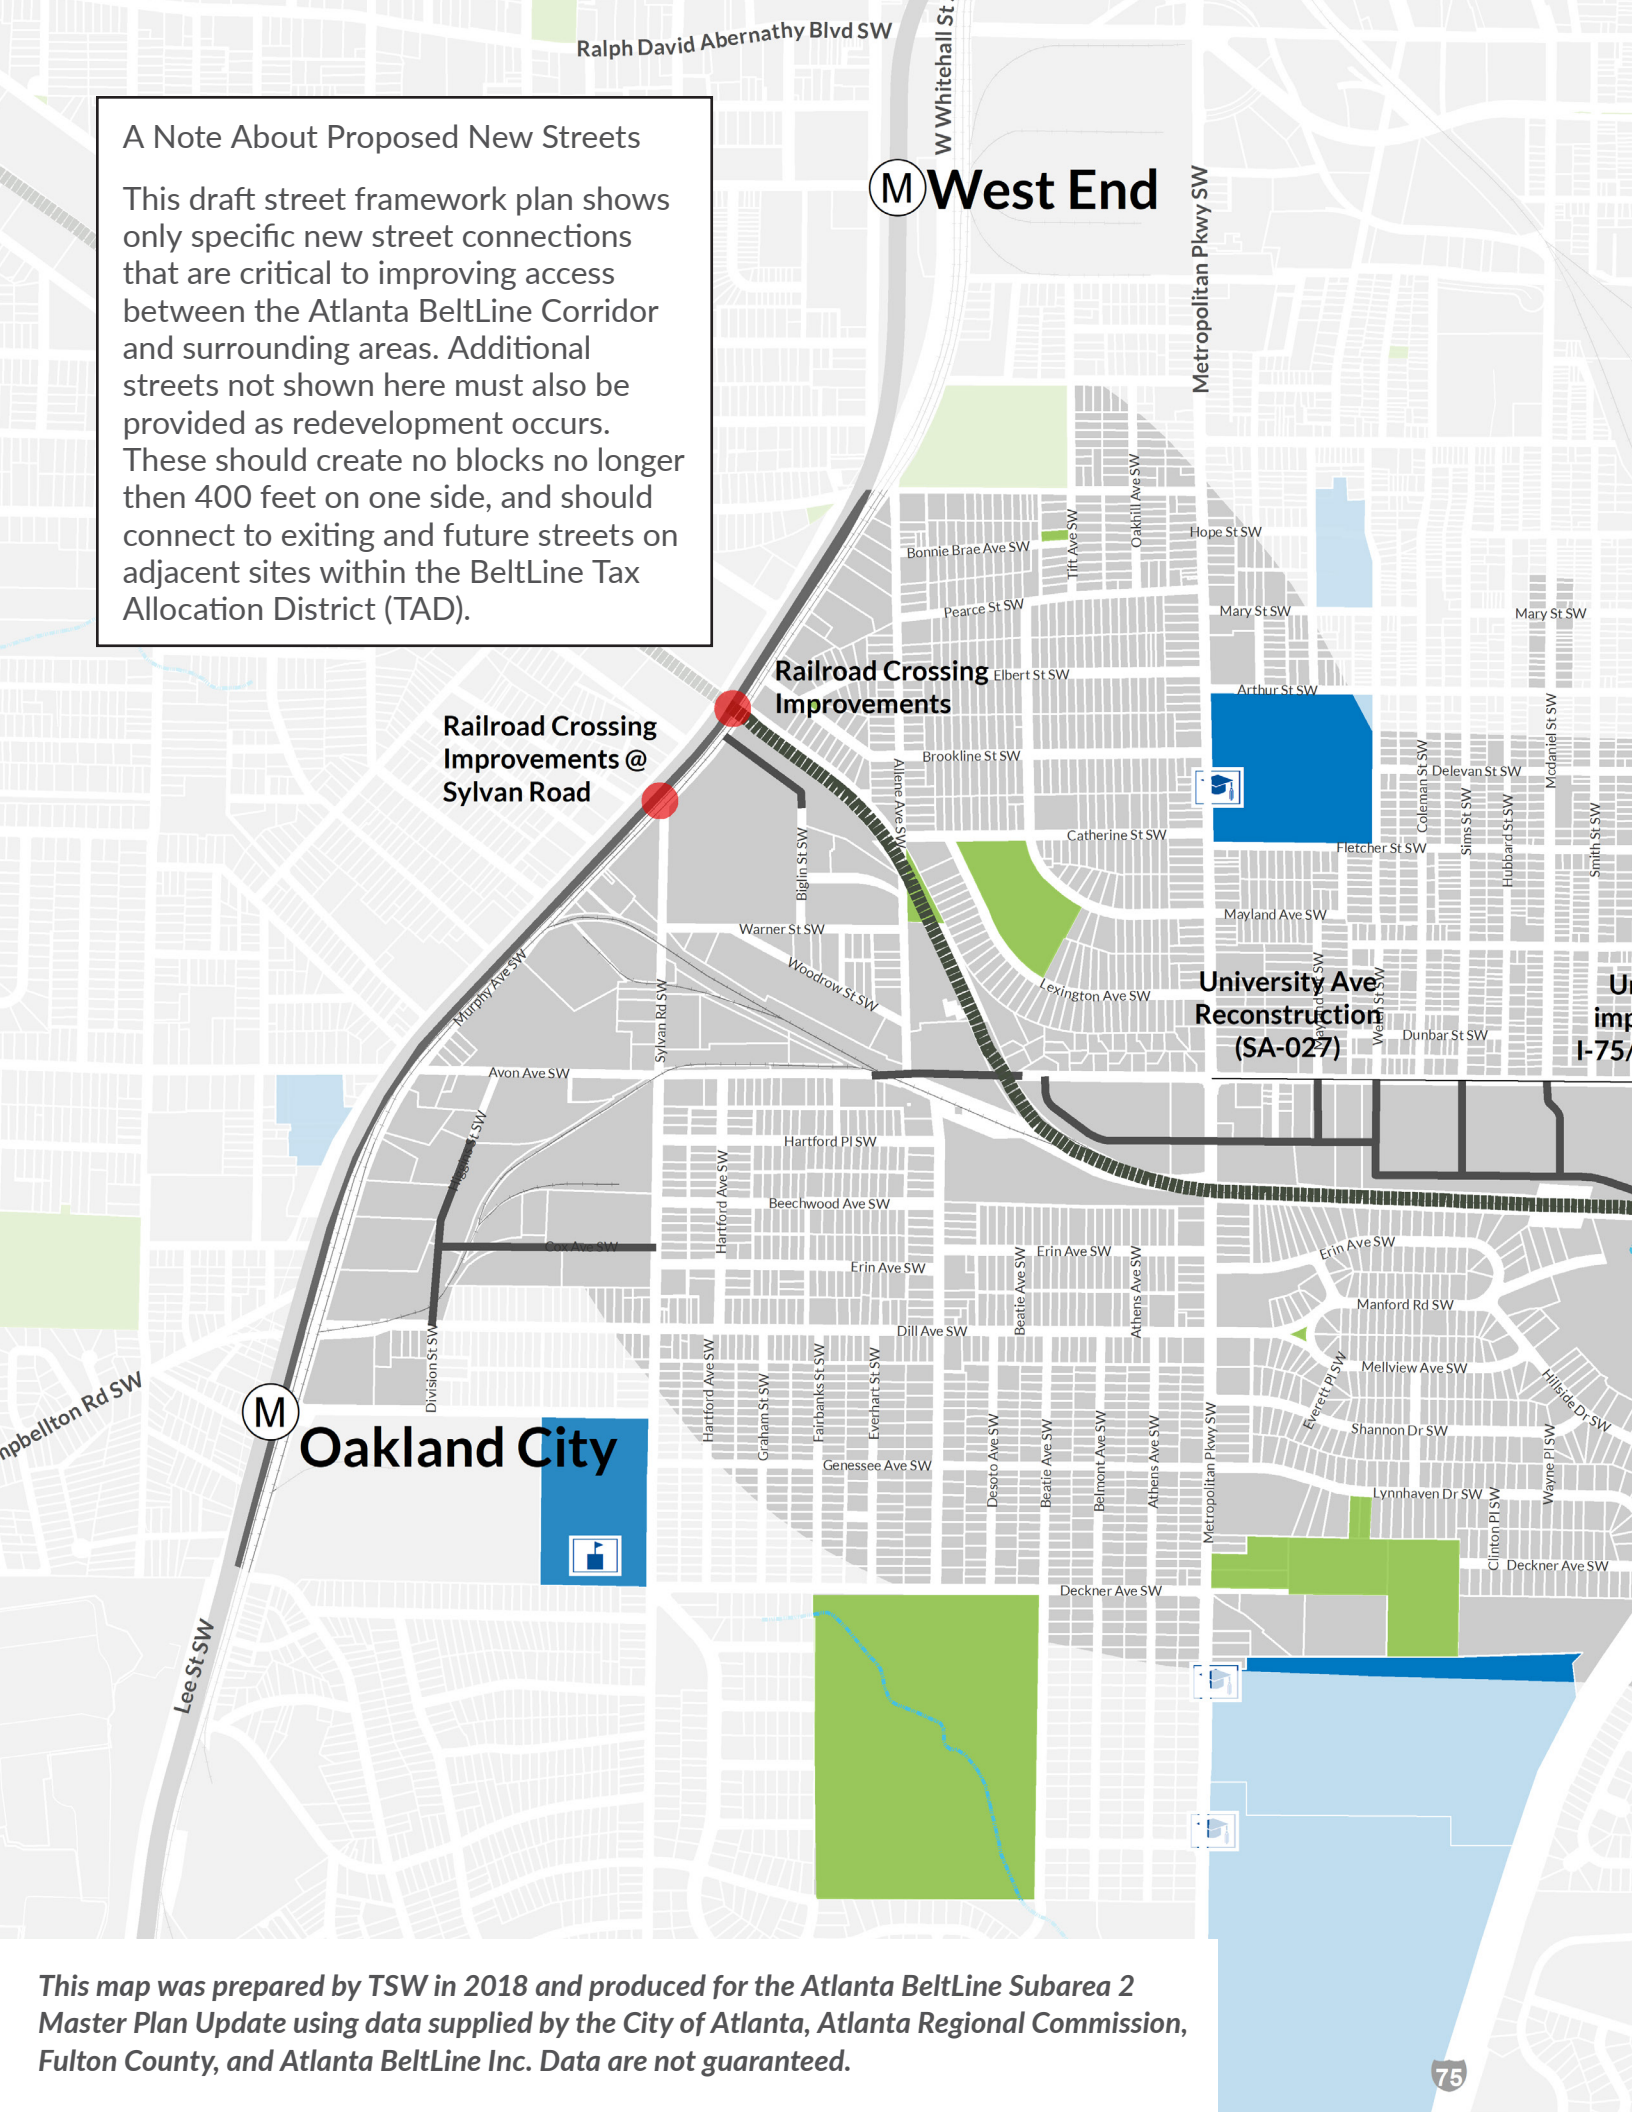 Ralph David Abernathy Blvd SW
W Whitehall St
A Note About Proposed New Streets
This draft street framework plan shows
only specific new street connections
that are critical to improving access
between the Atlanta BeltLine Corridor
and surrounding areas. Additional
streets not shown here must also be
provided as redevelopment occurs.
These should create no blocks no longer
then 400 feet on one side, and should
connect to exiting and future streets on
adjacent sites within the BeltLine Tax
Allocation District (TAD).
M West End
Metropolitan Pkwy SW
Oakhill Ave SW
Tift Ave SW
Hope St SW
Bonnie Brae Ave SW
Pearce St SW
Mary St SW
Mary St SW
Railroad Crossing
Improvements
Elbert St SW
Arthur St SW
Railroad Crossing
Improvements @
Sylvan Road
Brookline St SW
Allene Ave SW
Mcdaniel St SW
Coleman St SW
Delevan St SW
Sims St SW
Hubbard St SW
Smith St SW
Catherine St SW
Fletcher St SW
Biglin St SW
Mayland Ave SW
Warner St SW
Woodrow St SW
Murphy Ave SW
Sylvan Rd SW
Lexington Ave SW
University Ave
Reconstruction
(SA-027)
Welch St SW
Dunbar St SW
imp
I-75/
Avon Ave SW
Higgins St SW
Hartford Pl SW
Hartford Ave SW
Beechwood Ave SW
Cox Ave SW
Erin Ave SW
Erin Ave SW
Erin Ave SW
Beatie Ave SW
Athens Ave SW
Manford Rd SW
Dill Ave SW
Division St SW
Hartford Ave SW
Graham St SW
Fairbanks St SW
Everhart St SW
Mellview Ave SW
Everett Pl SW
Hillside Dr SW
Shannon Dr SW
mpbellton Rd SW
M
Oakland City
Genessee Ave SW
Desoto Ave SW
Beatie Ave SW
Belmont Ave SW
Athens Ave SW
Metropolitan Pkwy SW
Lynnhaven Dr SW
Wayne Pl SW
Clinton Pl SW
Deckner Ave SW
Deckner Ave SW
Lee St SW
This map was prepared by TSW in 2018 and produced for the Atlanta BeltLine Subarea 2
Master Plan Update using data supplied by the City of Atlanta, Atlanta Regional Commission,
Fulton County, and Atlanta BeltLine Inc. Data are not guaranteed.
75